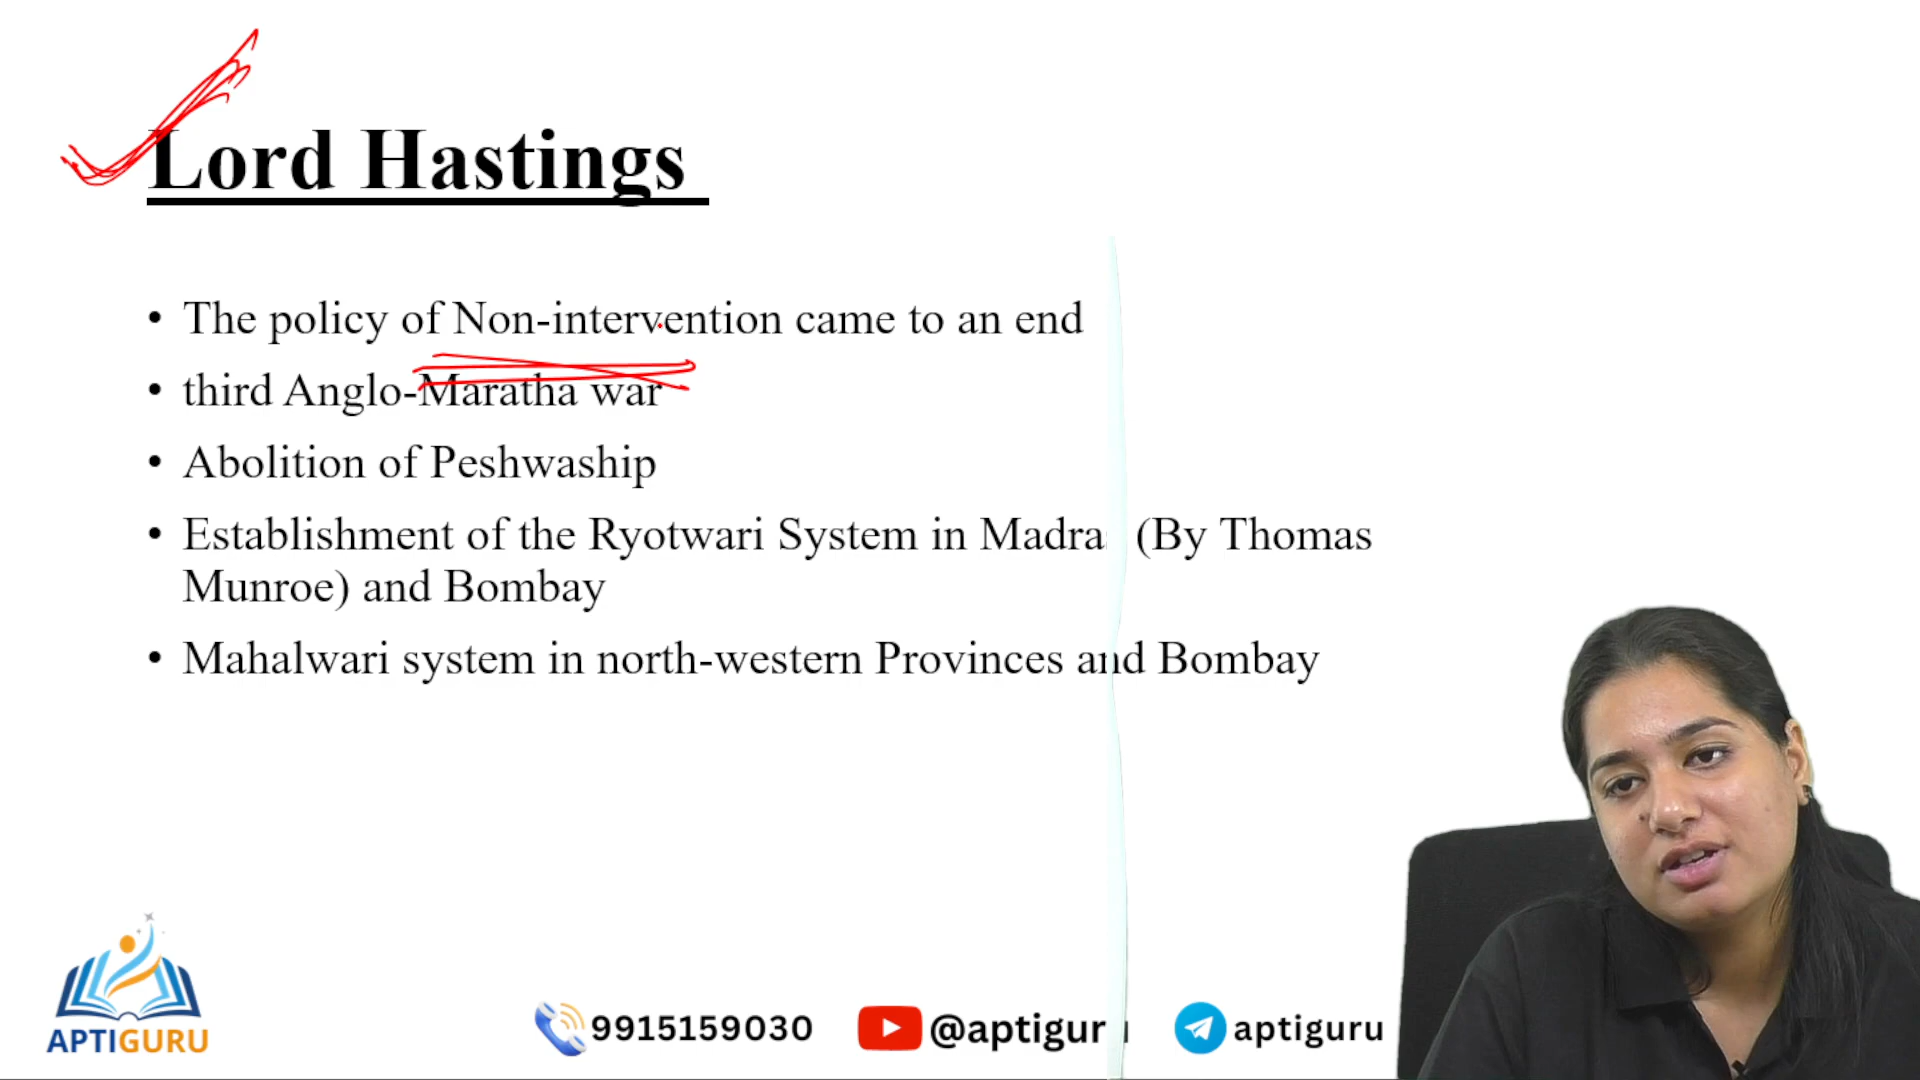 Lord Hastings
• The policy of Non-intervention came to an end
• third Anglo-Maratha war
• Abolition of Peshwaship
• Establishment of the Ryotwari System in Madra (By Thomas
Munroe) and Bombay
• Mahalwari system in north-western Provinces and Bombay
APTIGURU
9915159030
@aptiguru
aptiguru